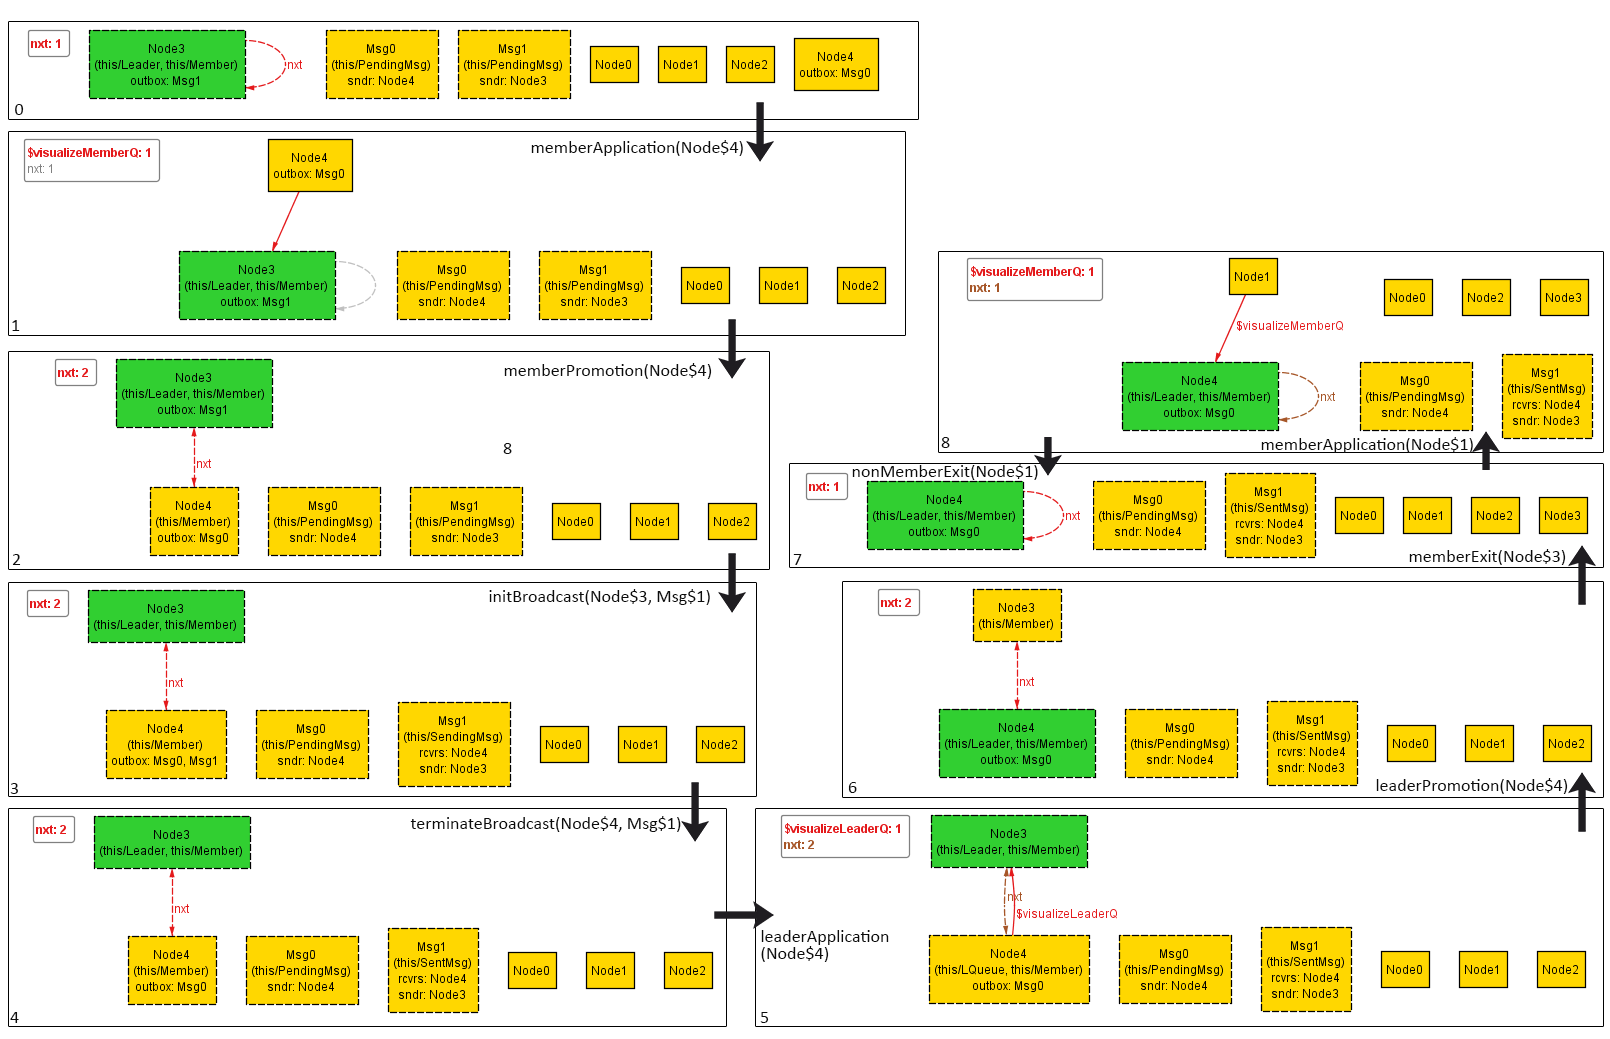 nxt: 1
Node3
(this/Leader, this/Member)
outbox: Msg1
nxt
Msg0
(this/PendingMsg)
sndr: Node4
Msg1
(this/PendingMsg)
sndr: Node3
Node0
Node1
Node2
Node4
outbox: Msg0
0
memberApplication(Node$4)
$visualizeMemberQ: 1
nxt: 1
Node4
outbox: Msg0
Node3
(this/Leader, this/Member)
outbox: Msg1
Msg0
(this/PendingMsg)
sndr: Node4
Msg1
(this/PendingMsg)
sndr: Node3
Node0
Node1
Node2
1
memberPromotion(Node$4)
nxt: 2
Node3
(this/Leader, this/Member)
outbox: Msg1
nxt
8
Node4
(this/Member)
outbox: Msg0
Msg0
(this/PendingMsg)
sndr: Node4
Msg1
(this/PendingMsg)
sndr: Node3
Node0
Node1
Node2
2
initBroadcast(Node$3, Msg$1)
nxt: 2
Node3
(this/Leader, this/Member)
nxt
Node4
(this/Member)
outbox: Msg0, Msg1
Msg0
(this/PendingMsg)
sndr: Node4
Msg1
(this/SendingMsg)
rcvrs: Node4
sndr: Node3
Node0
Node1
Node2
3
terminateBroadcast(Node$4, Msg$1)
nxt: 2
Node3
(this/Leader, this/Member)
nxt
Node4
(this/Member)
outbox: Msg0
Msg0
(this/PendingMsg)
sndr: Node4
Msg1
(this/SentMsg)
rcvrs: Node4
sndr: Node3
Node0
Node1
Node2
4
leaderApplication
(Node$4)
$visualizeLeaderQ: 1
nxt: 2
Node3
(this/Leader, this/Member)
nxt
$visualizeLeaderQ
Node4
(this/LQueue, this/Member)
outbox: Msg0
Msg0
(this/PendingMsg)
sndr: Node4
Msg1
(this/SentMsg)
rcvrs: Node4
sndr: Node3
Node0
Node1
Node2
5
leaderPromotion(Node$4)
nxt: 2
Node3
(this/Member)
nxt
Node4
(this/Leader, this/Member)
outbox: Msg0
Msg0
(this/PendingMsg)
sndr: Node4
Msg1
(this/SentMsg)
rcvrs: Node4
sndr: Node3
Node0
Node1
Node2
6
memberExit(Node$3)
nxt: 1
nonMemberExit(Node$1)
Node4
(this/Leader, this/Member)
outbox: Msg0
nxt
Msg0
(this/PendingMsg)
sndr: Node4
Msg1
(this/SentMsg)
rcvrs: Node4
sndr: Node3
Node0
Node1
Node2
Node3
7
memberApplication(Node$1)
$visualizeMemberQ: 1
nxt: 1
Node1
$visualizeMemberQ
Node0
Node2
Node3
Node4
(this/Leader, this/Member)
outbox: Msg0
nxt
Msg0
(this/PendingMsg)
sndr: Node4
Msg1
(this/SentMsg)
rcvrs: Node4
sndr: Node3
8